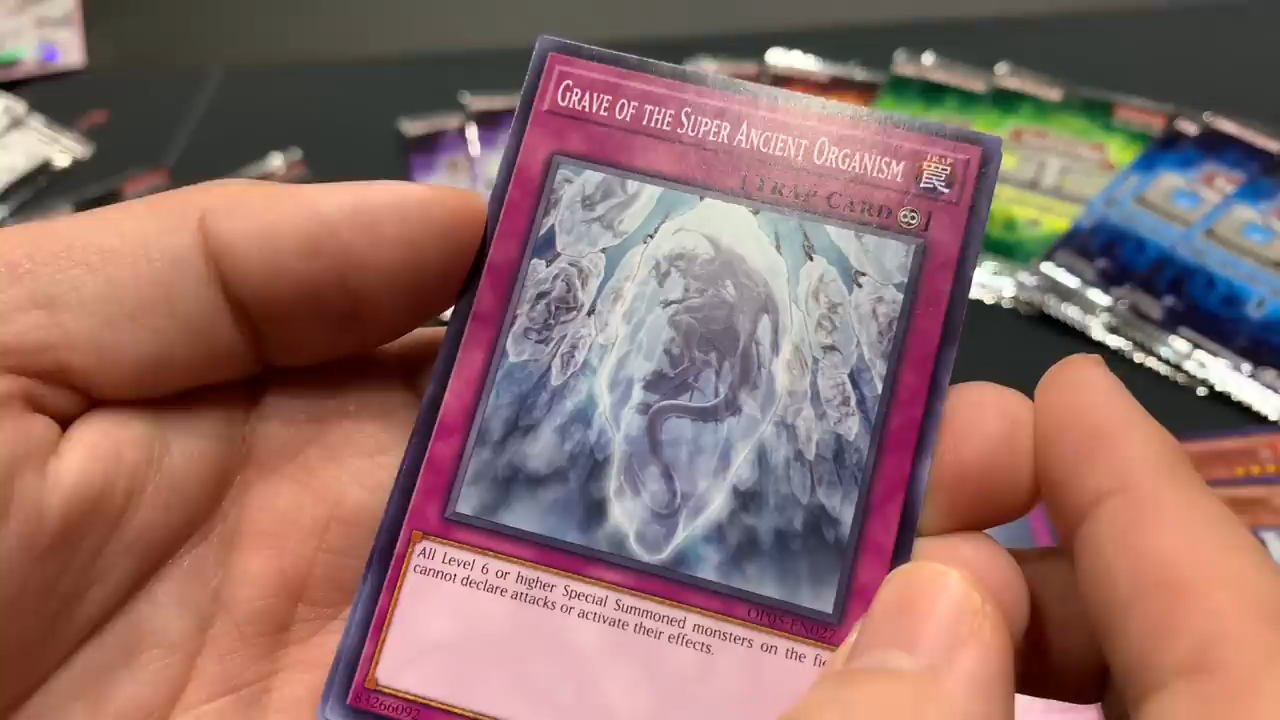 GRAVE OF THE SUPER ANCIENT ORGANISM
TRAP
罠
[TRAP CARD ]
OP05-EN027
All Level 6 or higher Special Summoned monsters on the
cannot declare attacks or activate their effects.
83266092